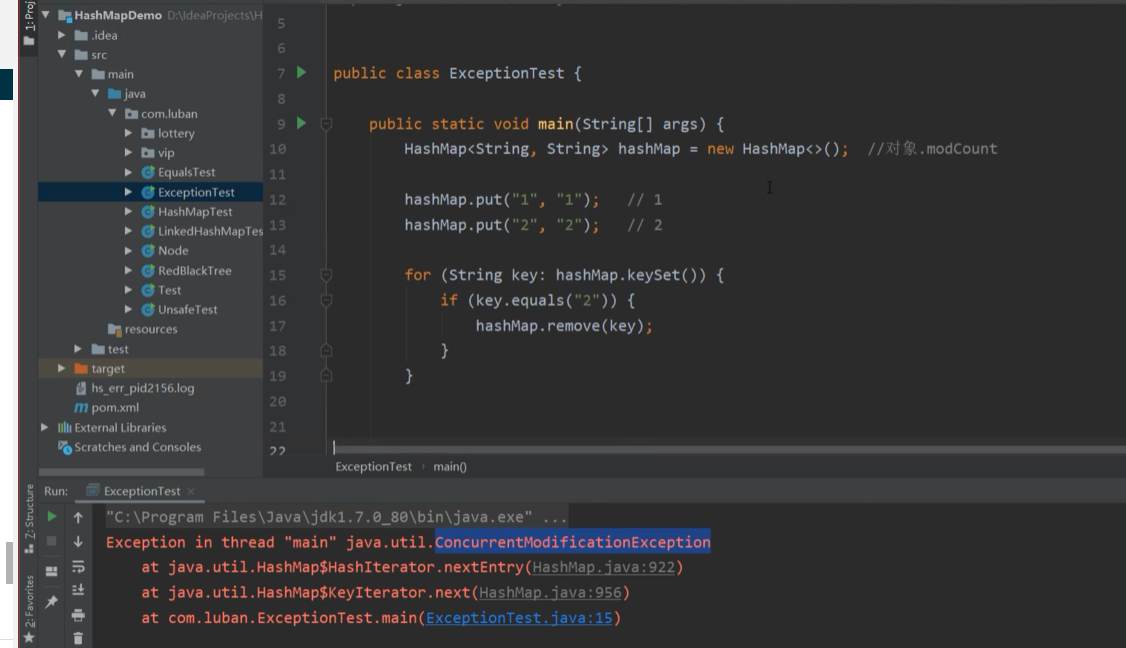 1: Proj
HashMapDemo D:\IdeaProjects\H
.idea
src
main
java
com.luban
lottery
vip
EqualsTest
ExceptionTest
HashMapTest
LinkedHashMapTes
Node
RedBlackTree
Test
UnsafeTest
resources
test
target
hs_err_pid2156.log
pom.xml
External Libraries
Scratches and Consoles
5
6
7 public class ExceptionTest {
8
9 public static void main(String[] args) {
10 HashMap<String, String> hashMap = new HashMap<>(); //对象.modCount
11
12 hashMap.put("1", "1"); // 1
13 hashMap.put("2", "2"); // 2
14
15 for (String key: hashMap.keySet()) {
16 if (key.equals("2")) {
17 hashMap.remove(key);
18 }
19 }
20
21
22
ExceptionTest › main()
Run: ExceptionTest ×
7: Structure
2: Favorites
"C:\Program Files\Java\jdk1.7.0_80\bin\java.exe" ...
Exception in thread "main" java.util.ConcurrentModificationException
at java.util.HashMap$HashIterator.nextEntry(HashMap.java:922)
at java.util.HashMap$KeyIterator.next(HashMap.java:956)
at com.luban.ExceptionTest.main(ExceptionTest.java:15)